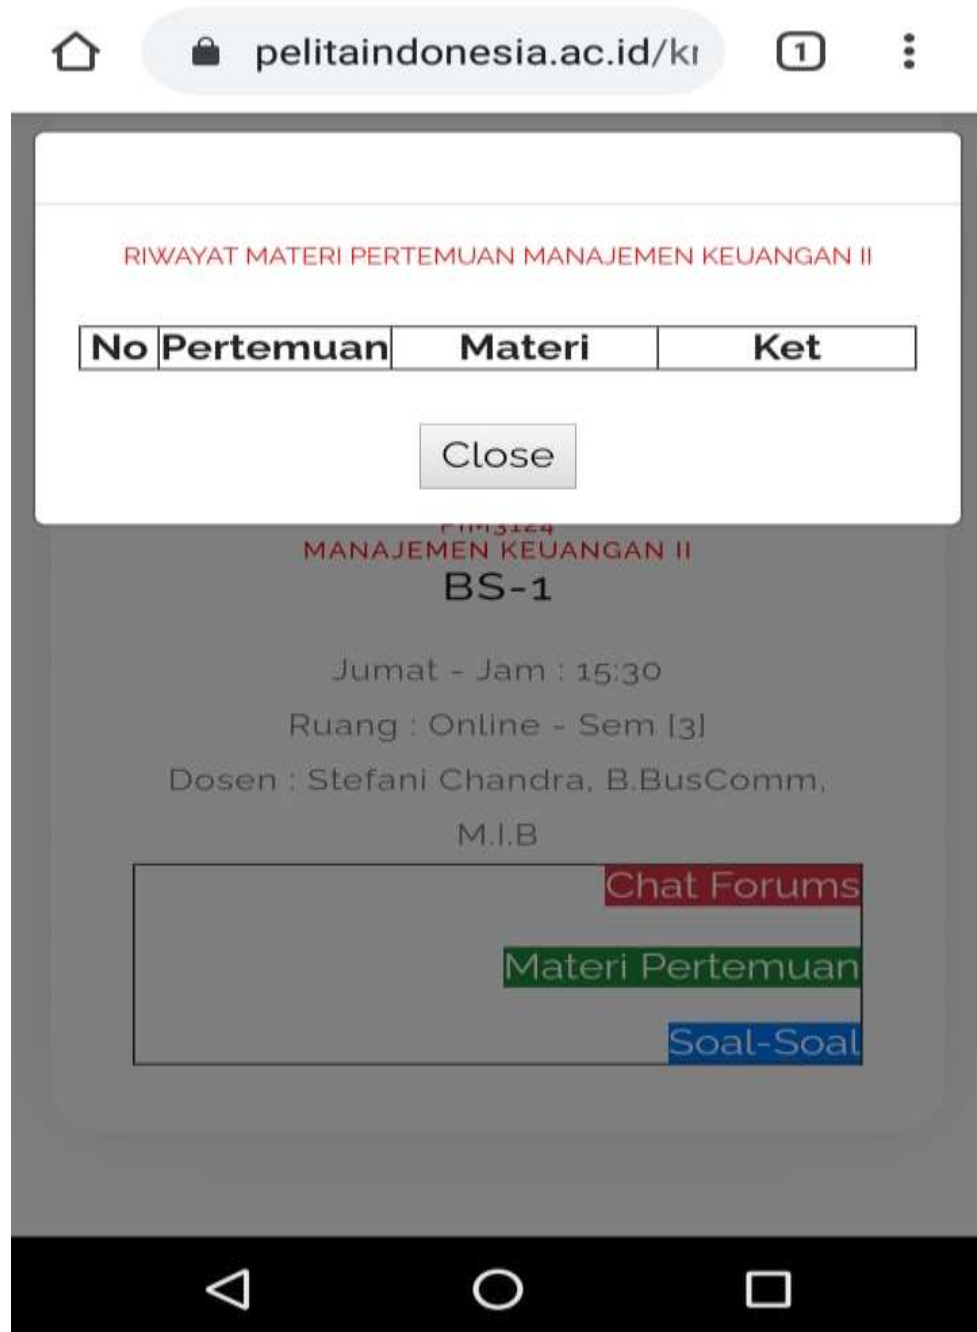 pelitaindonesia.ac.id/kr
1
RIWAYAT MATERI PERTEMUAN MANAJEMEN KEUANGAN II
No Pertemuan Materi Ket
Close
MANAJEMEN KEUANGAN II
BS-1
Jumat - Jam : 15:30
Ruang : Online - Sem [3]
Dosen : Stefani Chandra, B.BusComm,
M.I.B
Chat Forums
Materi Pertemuan
Soal-Soal